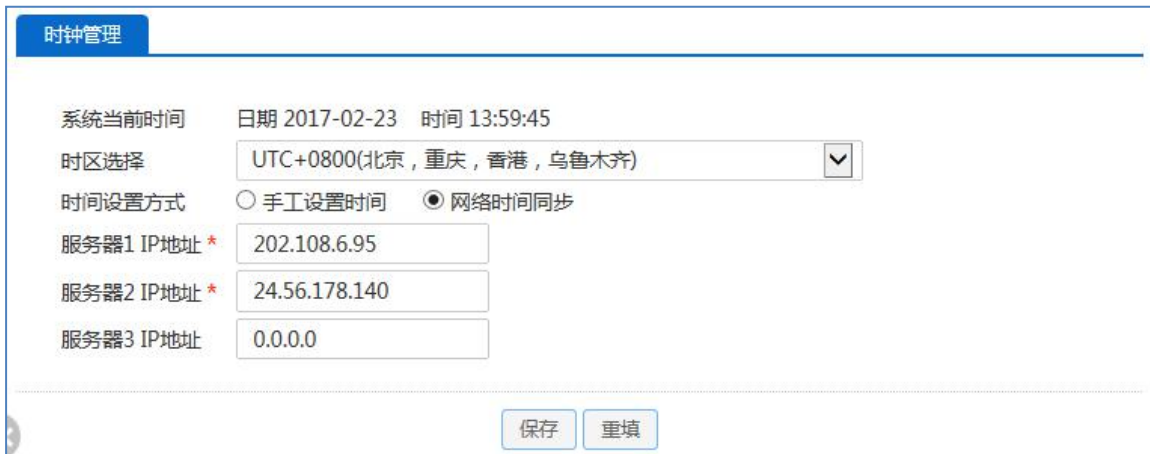 时钟管理
系统当前时间 日期 2017-02-23 时间 13:59:45
时区选择 UTC+0800(北京，重庆，香港，乌鲁木齐)
时间设置方式 手工设置时间 网络时间同步
服务器1 IP地址 * 202.108.6.95
服务器2 IP地址 * 24.56.178.140
服务器3 IP地址 0.0.0.0
保存 重填